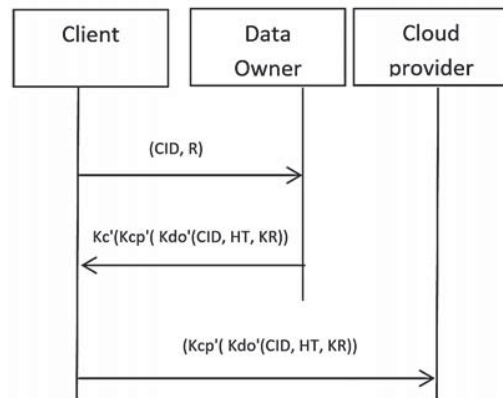 Client
Data
Owner
Cloud
provider
(CID, R)
Kc'(Kcp'( Kdo'(CID, HT, KR))
(Kcp'( Kdo'(CID, HT, KR))